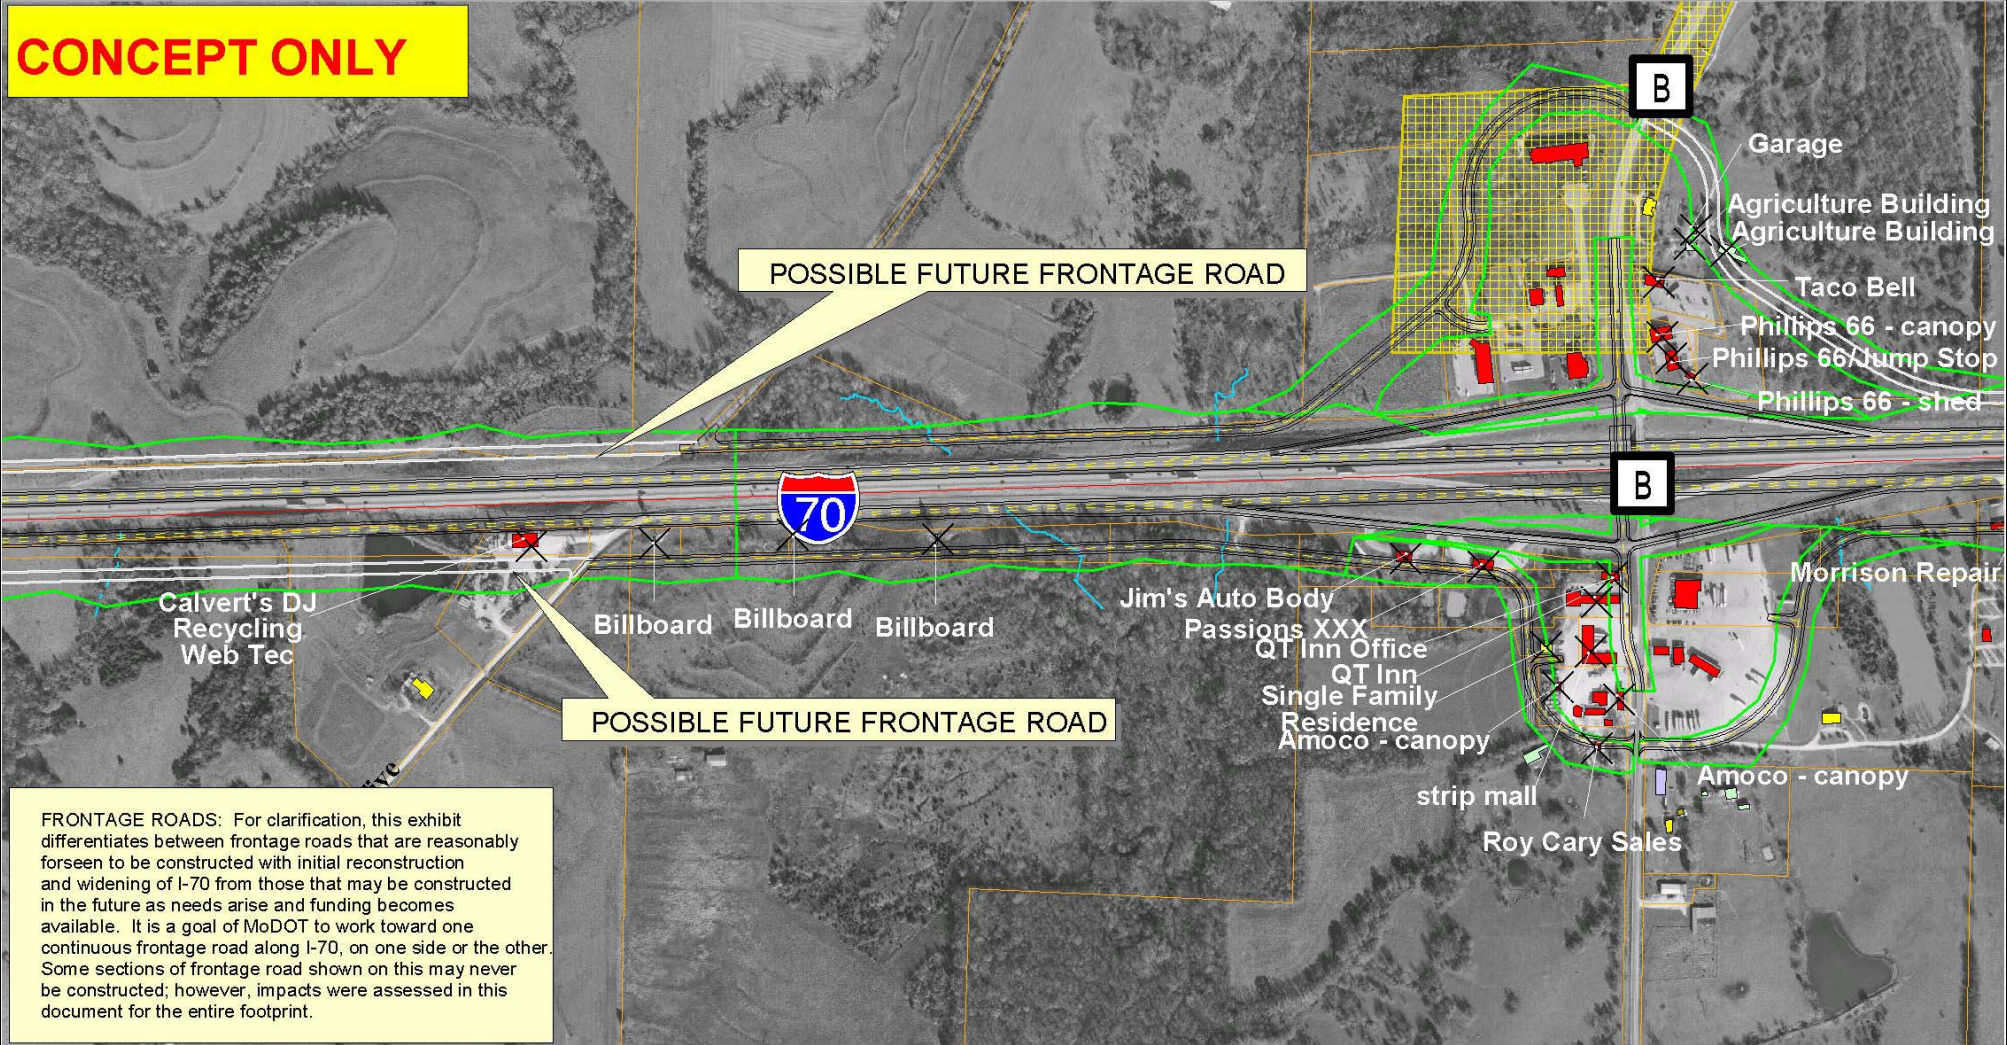 CONCEPT ONLY
B
Garage
Agriculture Building
Agriculture Building
POSSIBLE FUTURE FRONTAGE ROAD
Taco Bell
Phillips 66 - canopy
Phillips 66/Jump Stop
Phillips 66 - shed
B
70
Morrison Repair
Calvert's DJ
Recycling
Web Tec
Billboard
Billboard
Billboard
Jim's Auto Body
Passions XXX
QT Inn Office
QT Inn
Single Family
Residence
Amoco - canopy
POSSIBLE FUTURE FRONTAGE ROAD
Amoco - canopy
strip mall
Roy Cary Sales
FRONTAGE ROADS: For clarification, this exhibit
differentiates between frontage roads that are reasonably
forseen to be constructed with initial reconstruction
and widening of I-70 from those that may be constructed
in the future as needs arise and funding becomes
available. It is a goal of MoDOT to work toward one
continuous frontage road along I-70, on one side or the other.
Some sections of frontage road shown on this may never
be constructed; however, impacts were assessed in this
document for the entire footprint.